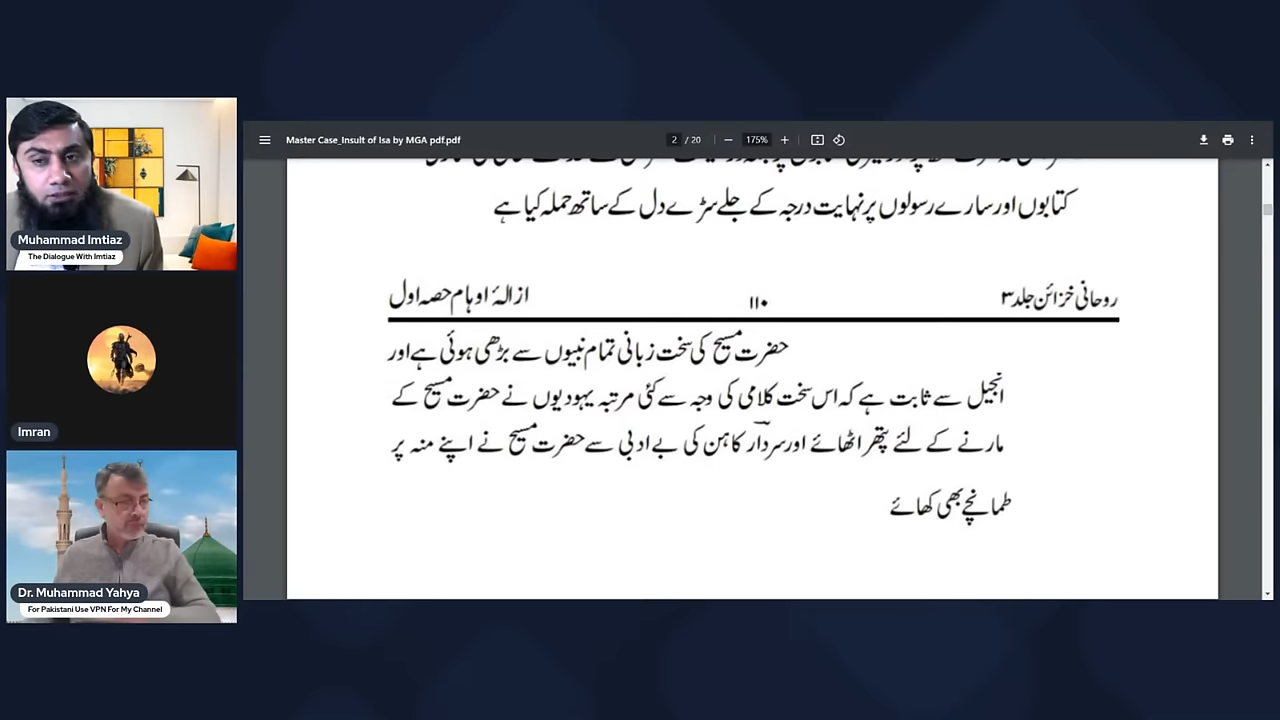 Master Case_Insult of Isa by MGA pdf.pdf
2 / 20
175%
کتابوں اور سارے رسولوں پر نہایت درجہ کے جلے سڑے دل کے ساتھ حملہ کیا ہے
روحانی خزائن جلد ۳
۱۱۰
ازالۂ اوہام حصہ اول
حضرت مسیح کی سخت زبانی تمام نبیوں سے بڑھی ہوئی ہے اور
انجیل سے ثابت ہے کہ اس سخت کلامی کی وجہ سے کئی مرتبہ یہودیوں نے حضرت مسیح کے
مارنے کے لئے پتھر اٹھائے اور سردار کاہن کی بے ادبی سے حضرت مسیح نے اپنے منہ پر
طمانچے بھی کھائے
Muhammad Imtiaz
The Dialogue With Imtiaz
Imran
Dr. Muhammad Yahya
For Pakistani Use VPN For My Channel